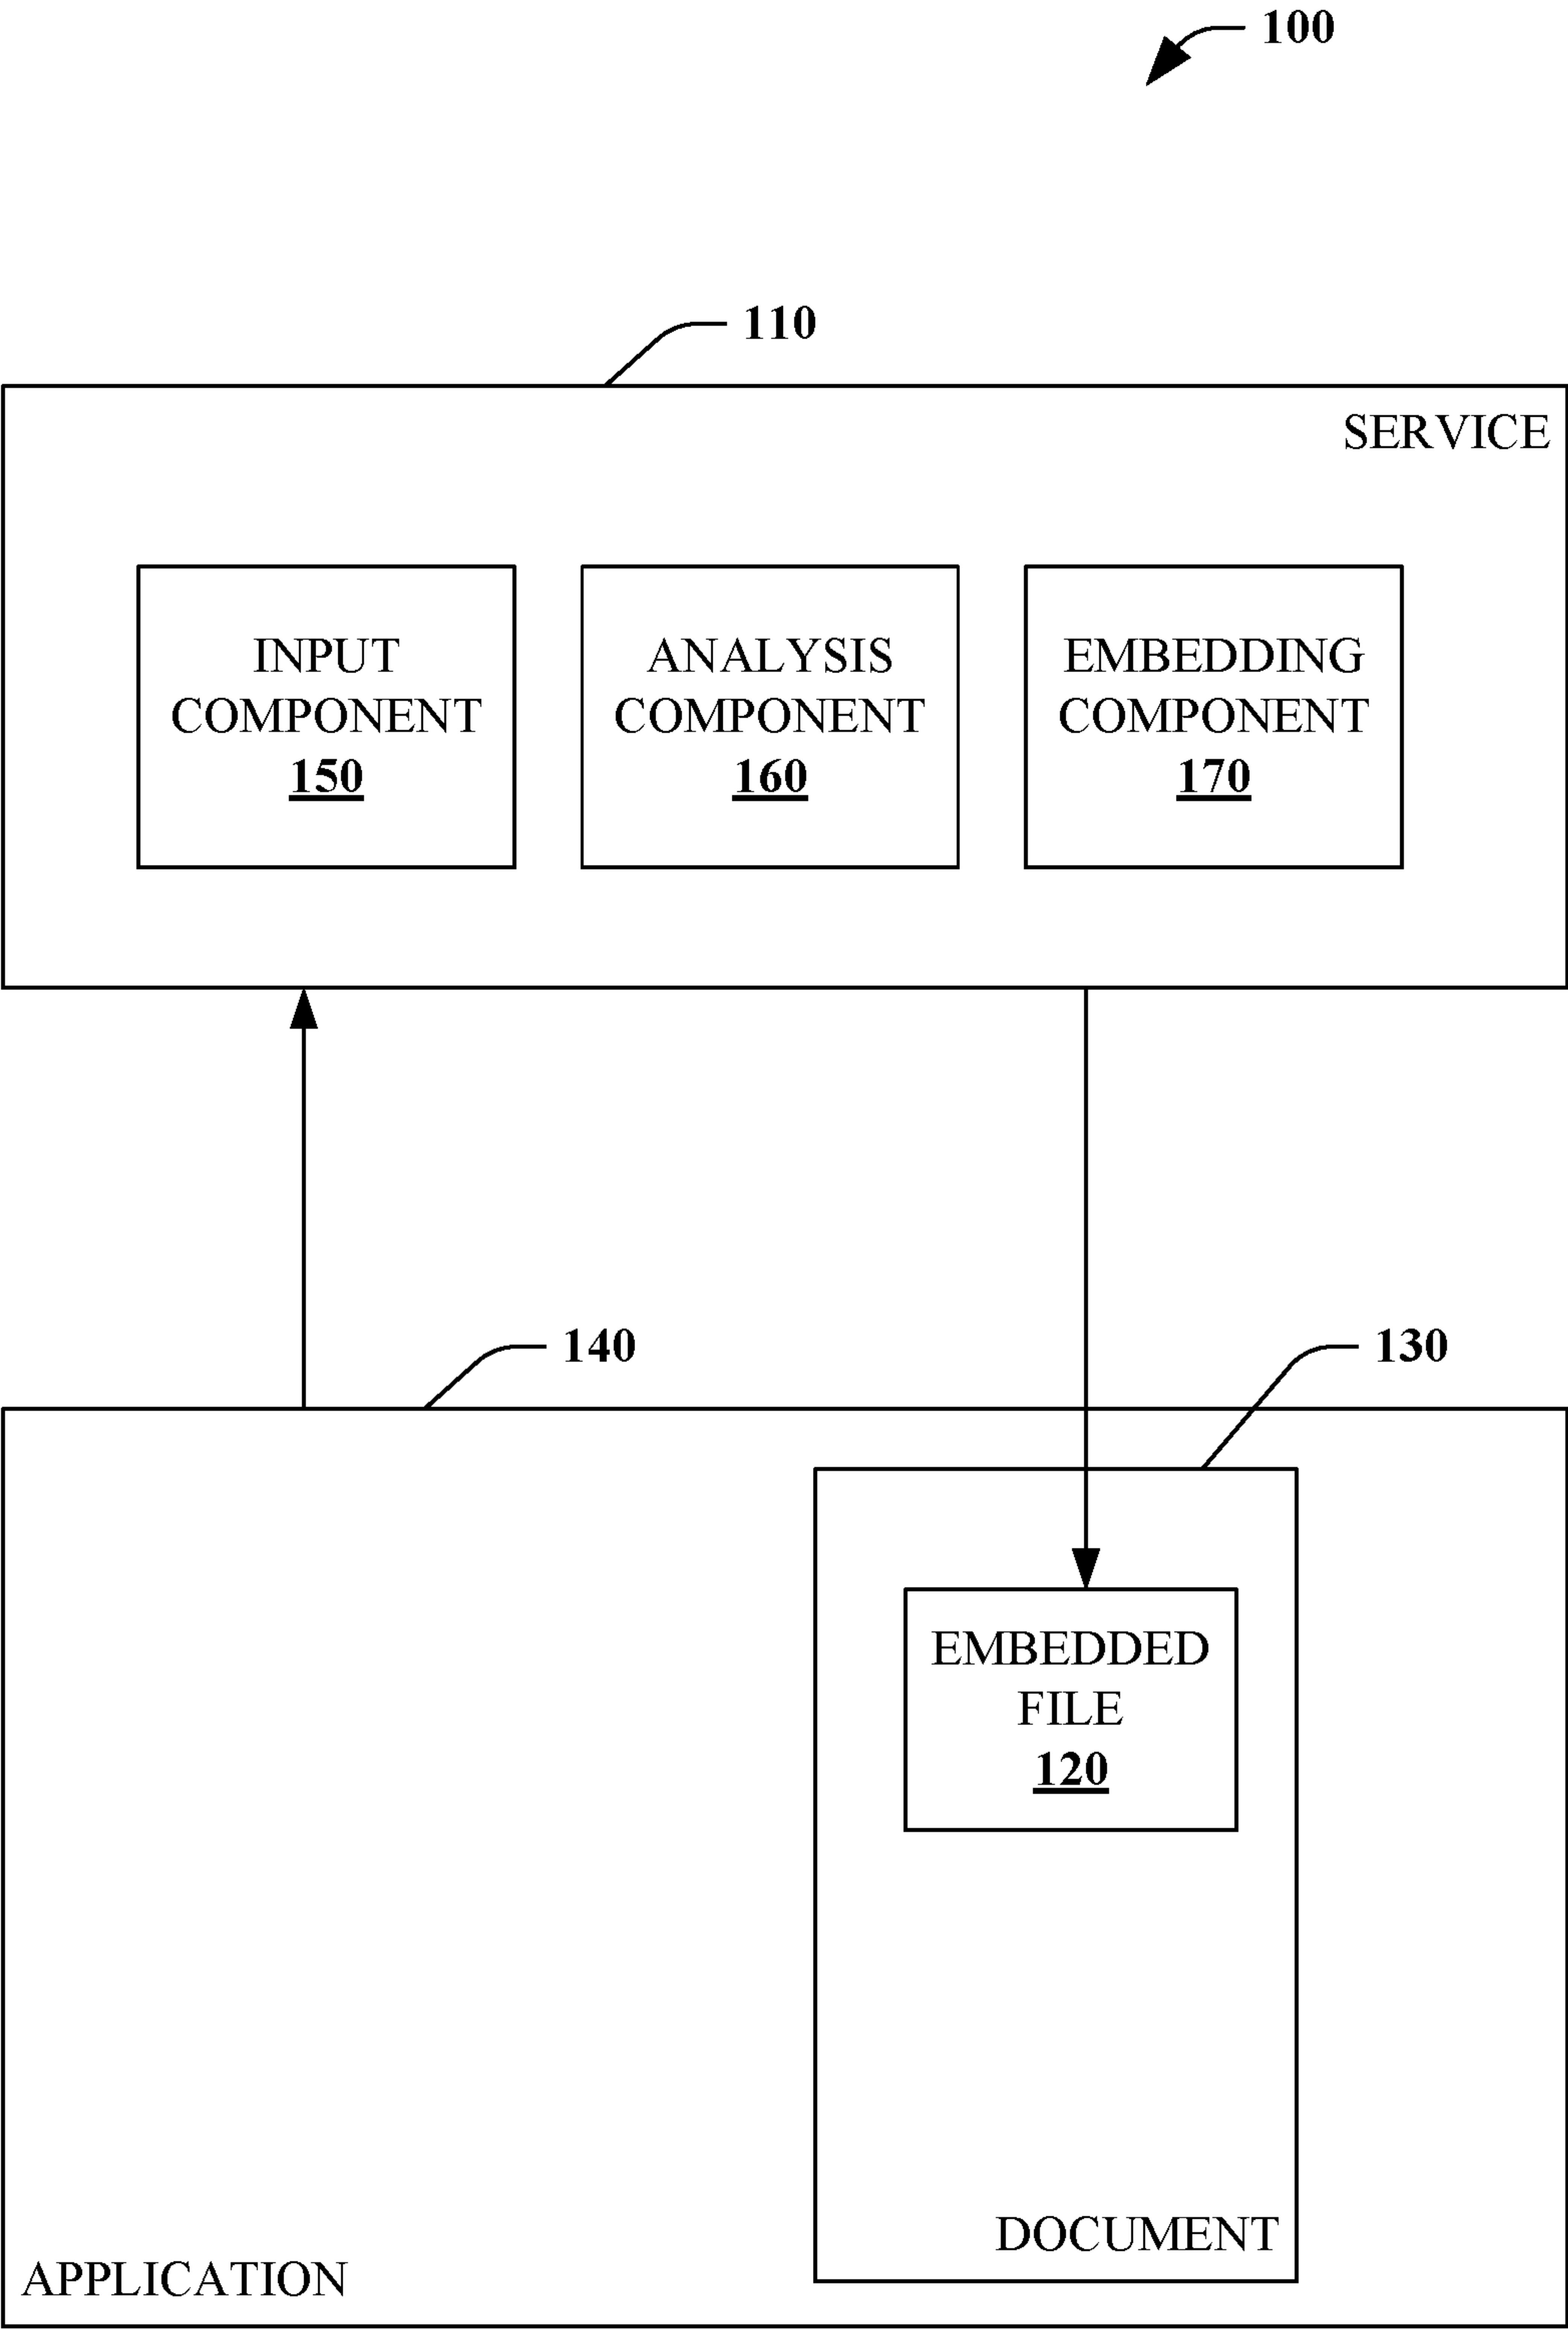 100
110
SERVICE
INPUT
COMPONENT
150
ANALYSIS
COMPONENT
160
EMBEDDING
COMPONENT
170
140
130
EMBEDDED
FILE
120
DOCUMENT
APPLICATION